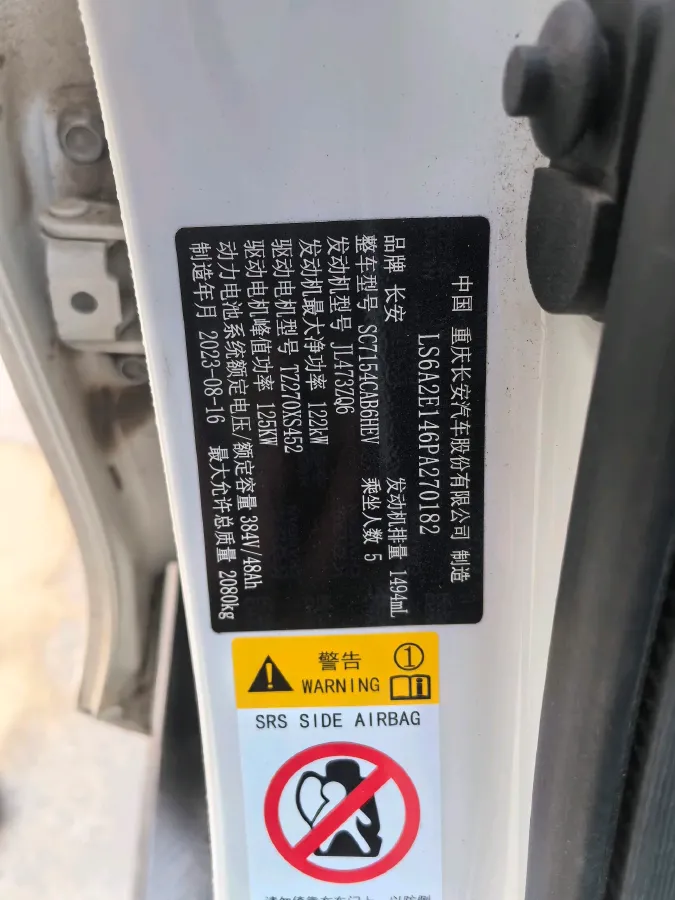 中国 重庆长安汽车股份有限公司 制造
LS6A2E146PA270182
品牌 长安 发动机排量 1494mL
整车型号 SC7154CAB6HEV 乘坐人数 5
发动机型号 JL473ZQ6
发动机最大净功率 122kW
驱动电机型号 TZ270XS452
驱动电机峰值功率 125KW
动力电池系统额定电压/额定容量 384V/48Ah
制造年月 2023-08-16 最大允许总质量 2080kg
警告 ①
WARNING
SRS SIDE AIRBAG